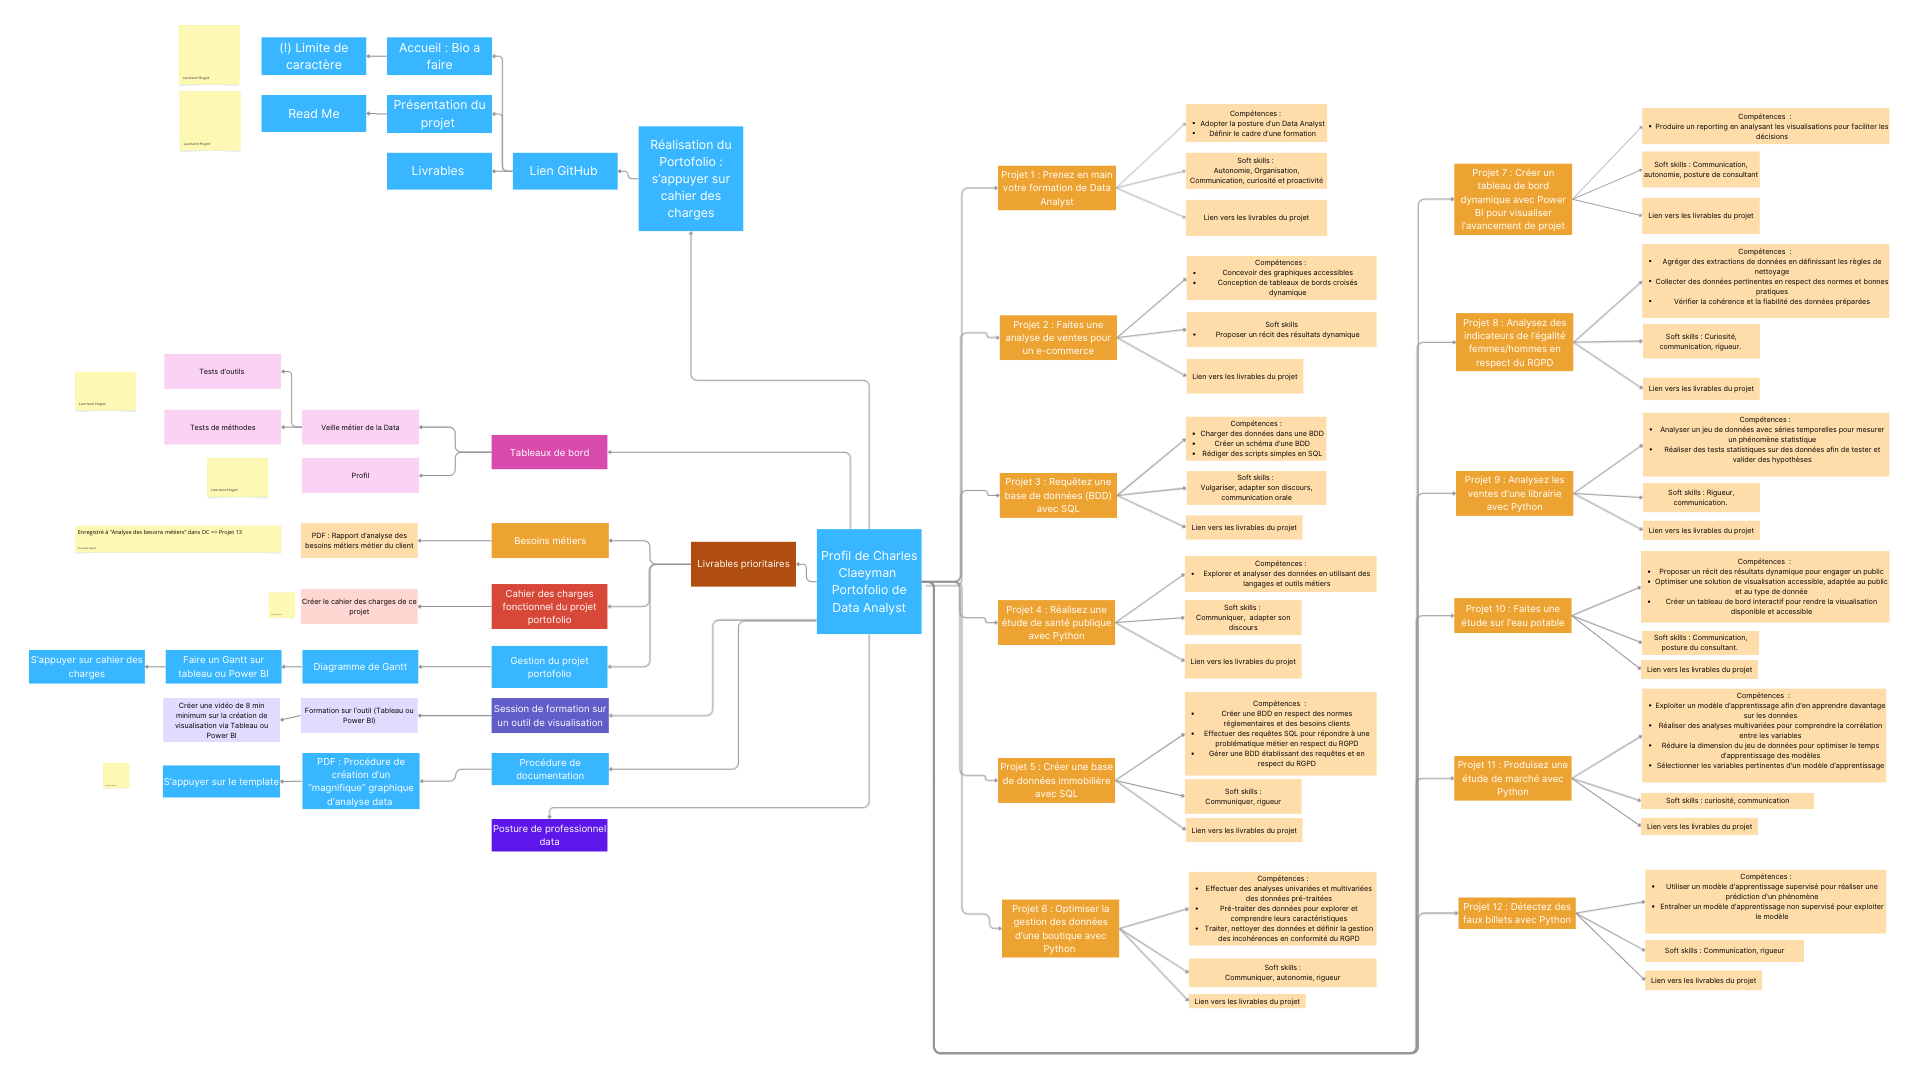 Profil de Charles
Claeyman
Portofolio de
Data Analyst
Réalisation du
Portofolio :
s'appuyer sur
cahier des
charges
Lien GitHub
Accueil : Bio a
faire
(!) Limite de
caractère
Présentation du
projet
Read Me
Livrables
Tableaux de bord
Veille métier de la Data
Tests d'outils
Tests de méthodes
Profil
Livrables prioritaires
Besoins métiers
PDF : Rapport d'analyse des
besoins métiers métier du client
Enregistré à "Analyse des besoins métiers" dans OC => Projet 13
Cahier des charges
fonctionnel du projet
portofolio
Créer le cahier des charges de ce
projet
Gestion du projet
portofolio
Diagramme de Gantt
Faire un Gantt sur
tableau ou Power BI
S'appuyer sur cahier des
charges
Session de formation sur
un outil de visualisation
Formation sur l'outil (Tableau ou
Power BI)
Créer une vidéo de 8 min
minimum sur la création de
visualisation via Tableau ou
Power BI
Procédure de
documentation
PDF : Procédure de
création d'un
"magnifique" graphique
d'analyse data
S'appuyer sur le template
Posture de professionnel
data
Projet 1 : Prenez en main
votre formation de Data
Analyst
Compétences :
• Adopter la posture d'un Data Analyst
• Définir le cadre d'une formation
Soft skills :
Autonomie, Organisation,
Communication, curiosité et proactivité
Lien vers les livrables du projet
Projet 2 : Faites une
analyse de ventes pour
un e-commerce
Compétences :
• Concevoir des graphiques accessibles
• Conception de tableaux de bords croisés
dynamique
Soft skills
• Proposer un récit des résultats dynamique
Lien vers les livrables du projet
Projet 3 : Requêtez une
base de données (BDD)
avec SQL
Compétences :
• Charger des données dans une BDD
• Créer un schéma d'une BDD
• Rédiger des scripts simples en SQL
Soft skills :
Vulgariser, adapter son discours,
communication orale
Lien vers les livrables du projet
Projet 4 : Réalisez une
étude de santé publique
avec Python
Compétences :
• Explorer et analyser des données en utilisant des
langages et outils métiers
Soft skills :
Communiquer, adapter son
discours
Lien vers les livrables du projet
Projet 5 : Créer une base
de données immobilière
avec SQL
Compétences :
• Créer une BDD en respect des normes
réglementaires et des besoins clients
• Effectuer des requêtes SQL pour répondre à une
problématique métier en respect du RGPD
• Gérer une BDD établissant des requêtes et en
respect du RGPD
Soft skills :
Communiquer, rigueur
Lien vers les livrables du projet
Projet 6 : Optimiser la
gestion des données
d'une boutique avec
Python
Compétences :
• Effectuer des analyses univariées et multivariées
des données pré-traitées
• Pré-traiter des données pour explorer et
comprendre leurs caractéristiques
• Traiter, nettoyer des données et définir la gestion
des incohérences en conformité du RGPD
Soft skills :
Communiquer, autonomie, rigueur
Lien vers les livrables du projet
Projet 7 : Créer un
tableau de bord
dynamique avec Power
BI pour visualiser
l'avancement de projet
Compétences :
• Produire un reporting en analysant les visualisations pour faciliter les
décisions
Soft skills : Communication,
autonomie, posture de consultant
Lien vers les livrables du projet
Projet 8 : Analysez des
indicateurs de l'égalité
femmes/hommes en
respect du RGPD
Compétences :
• Agréger des extractions de données en définissant les règles de
nettoyage
• Collecter des données pertinentes en respect des normes et bonnes
pratiques
• Vérifier la cohérence et la fiabilité des données préparées
Soft skills : Curiosité,
communication, rigueur.
Lien vers les livrables du projet
Projet 9 : Analysez les
ventes d'une librairie
avec Python
Compétences :
• Analyser un jeu de données avec séries temporelles pour mesurer
un phénomène statistique
• Réaliser des tests statistiques sur des données afin de tester et
valider des hypothèses
Soft skills : Rigueur,
communication.
Lien vers les livrables du projet
Projet 10 : Faites une
étude sur l'eau potable
Compétences :
• Proposer un récit des résultats dynamique pour engager un public
• Optimiser une solution de visualisation accessible, adaptée au public
et au type de donnée
• Créer un tableau de bord interactif pour rendre la visualisation
disponible et accessible
Soft skills : Communication,
posture du consultant.
Lien vers les livrables du projet
Projet 11 : Produisez une
étude de marché avec
Python
Compétences :
• Exploiter un modèle d'apprentissage afin d'en apprendre davantage
sur les données
• Réaliser des analyses multivariées pour comprendre la corrélation
entre les variables
• Réduire la dimension du jeu de données pour optimiser le temps
d'apprentissage des modèles
• Sélectionner les variables pertinentes d'un modèle d'apprentissage
Soft skills : curiosité, communication
Lien vers les livrables du projet
Projet 12 : Détectez des
faux billets avec Python
Compétences :
• Utiliser un modèle d'apprentissage supervisé pour réaliser une
prédiction d'un phénomène
• Entraîner un modèle d'apprentissage non supervisé pour exploiter
le modèle
Soft skills : Communication, rigueur
Lien vers les livrables du projet